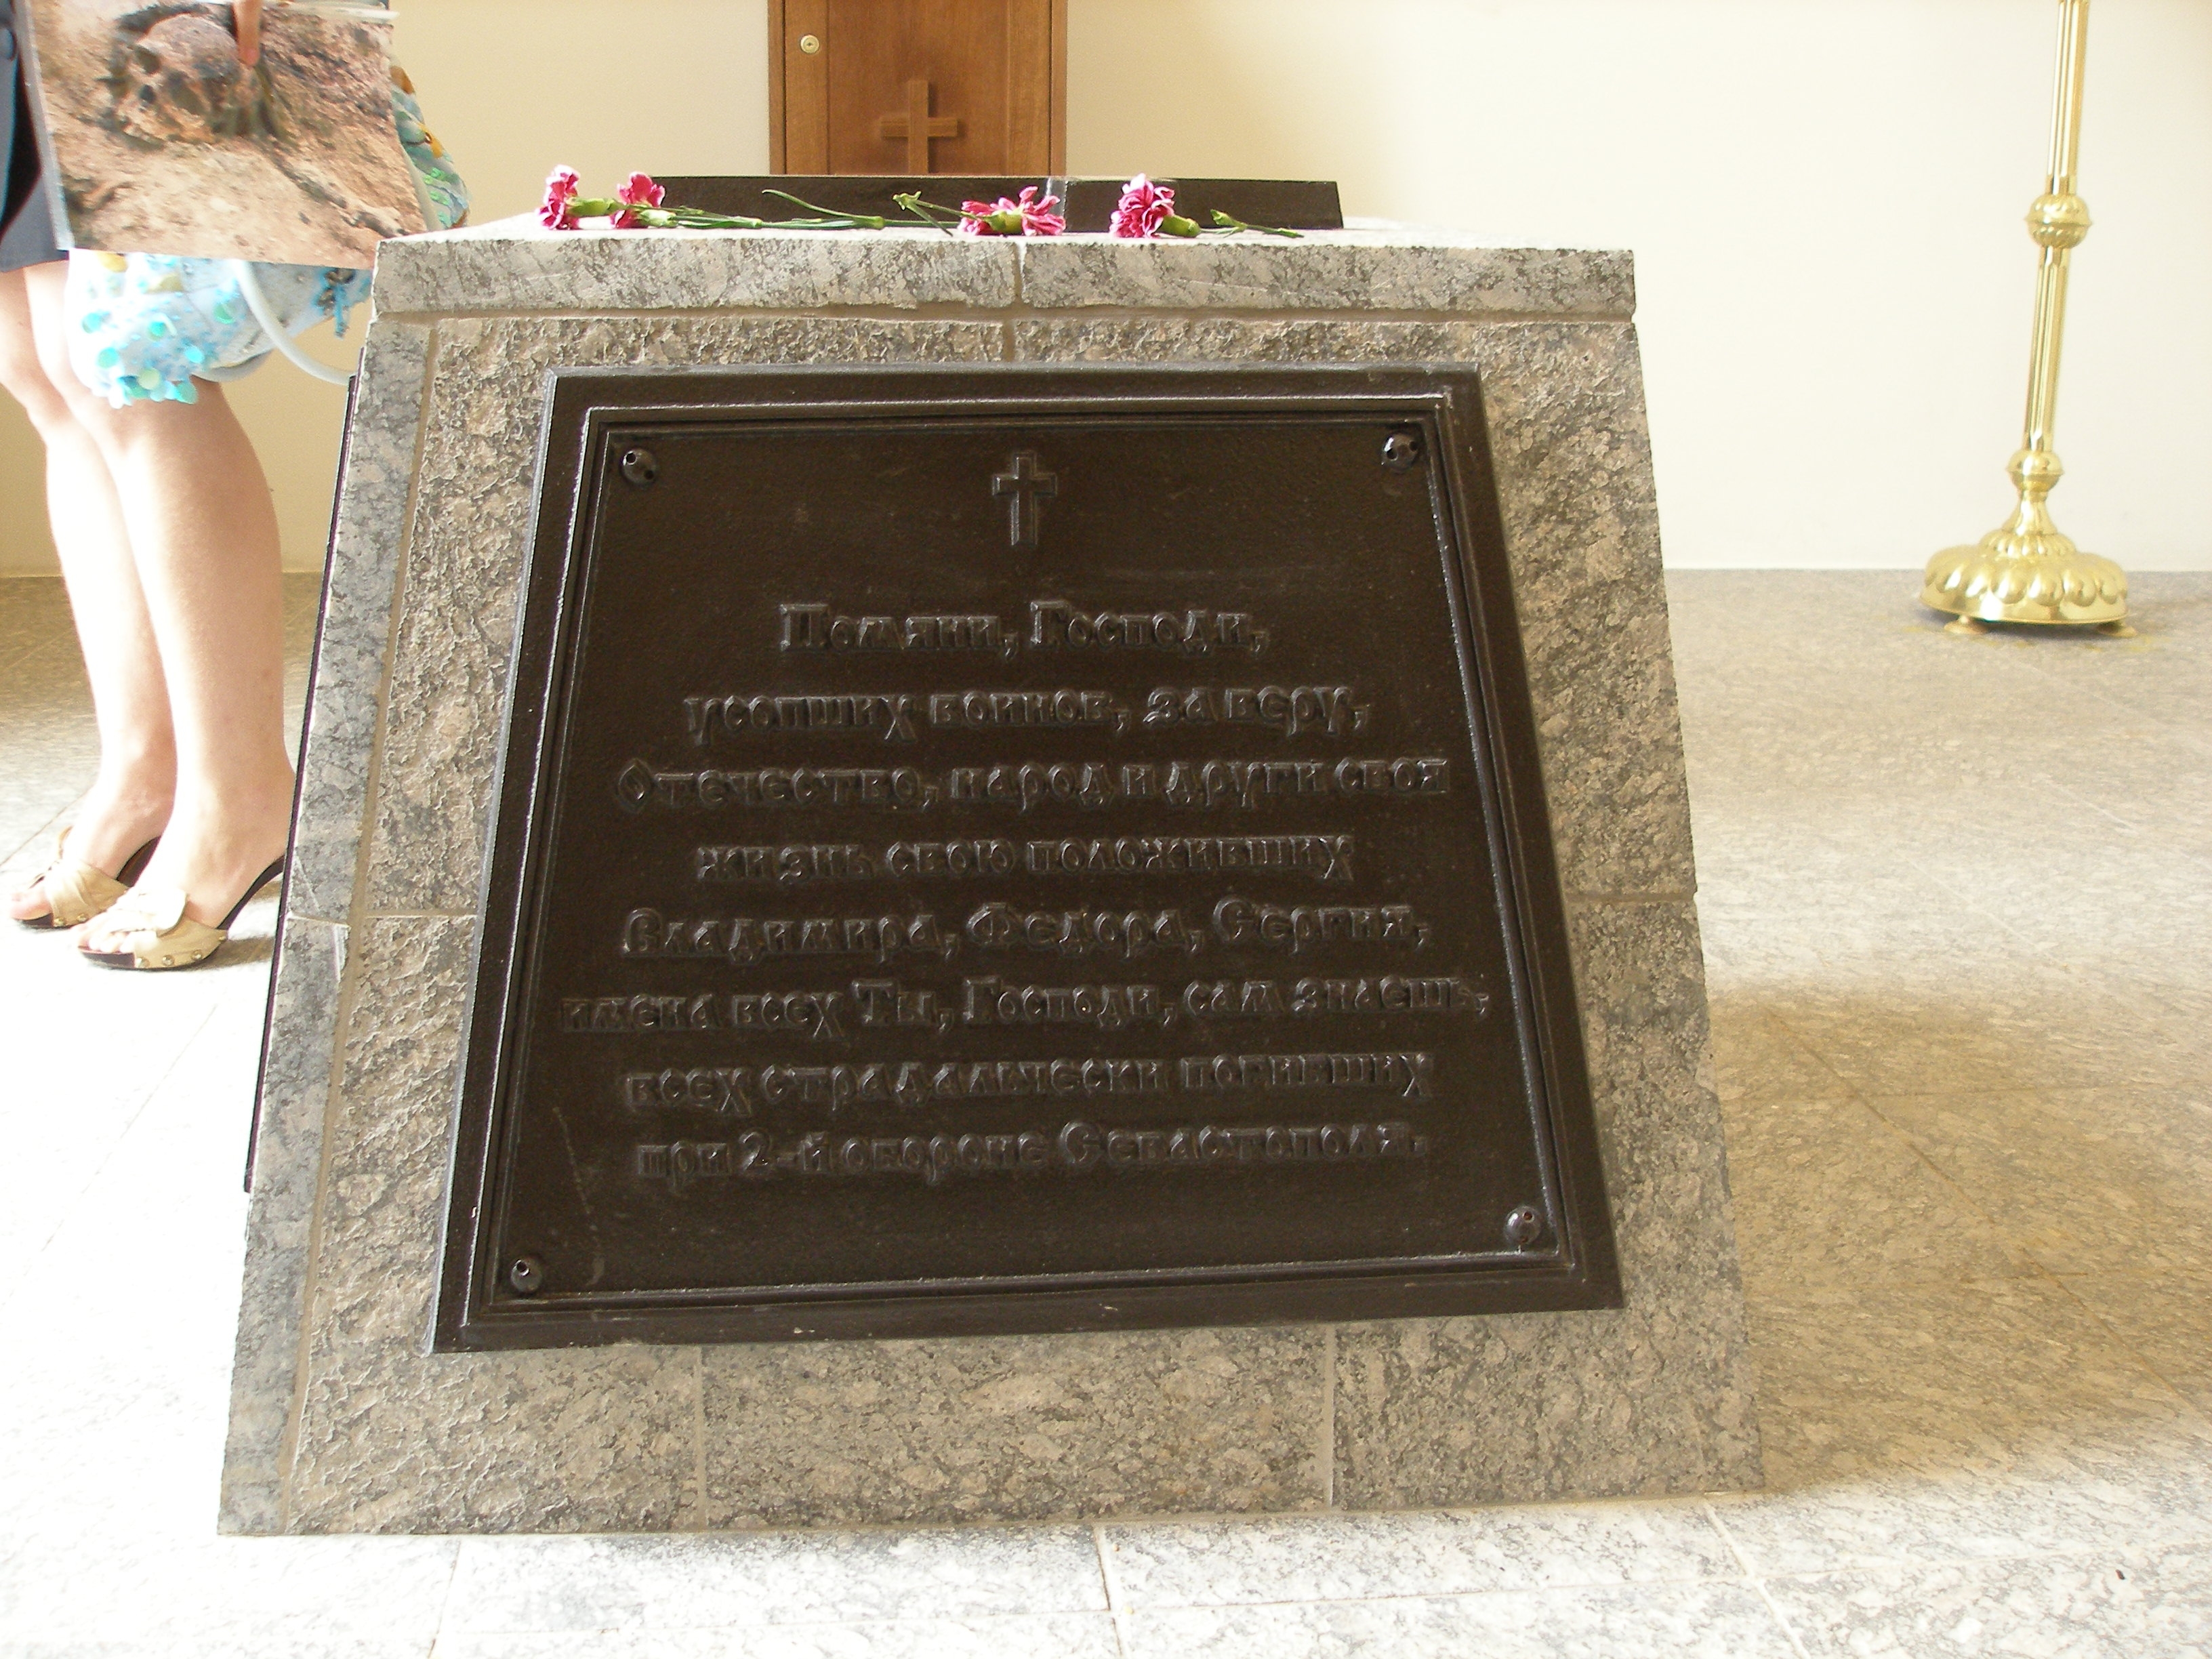 Помяни, Господи,
усопших воинов, за веру,
Отечество, народ и други своя
жизнь свою положивших
Владимира, Федора, Сергия,
имена всех Ты, Господи, сам знаешь,
всех страдальчески погибших
при 2-й обороне Севастополя.